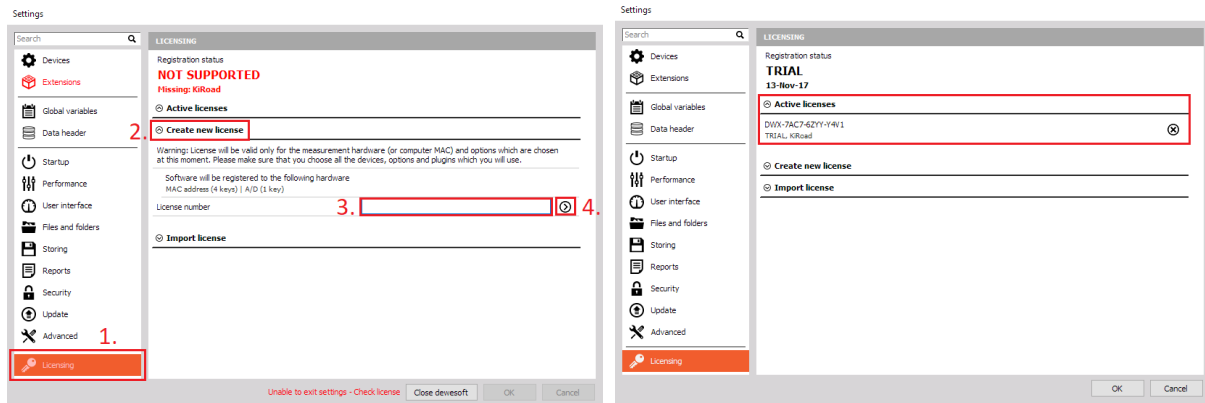 Settings
Search
Devices
Extensions
Global variables
Data header
Startup
Performance
User interface
Files and folders
Storing
Reports
Security
Update
Advanced
1.
Licensing
LICENSING
Registration status
NOT SUPPORTED
Missing: KiRoad
Active licenses
2.
Create new license
Warning: License will be valid only for the measurement hardware (or computer MAC) and options which are chosen
at this moment. Please make sure that you choose all the devices, options and plugins which you will use.
Software will be registered to the following hardware
MAC address (4 keys) | A/D (1 key)
License number
3.
4.
Import license
Unable to exit settings - Check license
Close dewesoft
OK
Cancel
Settings
Search
Devices
Extensions
Global variables
Data header
Startup
Performance
User interface
Files and folders
Storing
Reports
Security
Update
Advanced
Licensing
LICENSING
Registration status
TRIAL
13-Nov-17
Active licenses
DWX-7AC7-6ZYY-Y4V1
TRIAL, KiRoad
Create new license
Import license
OK
Cancel